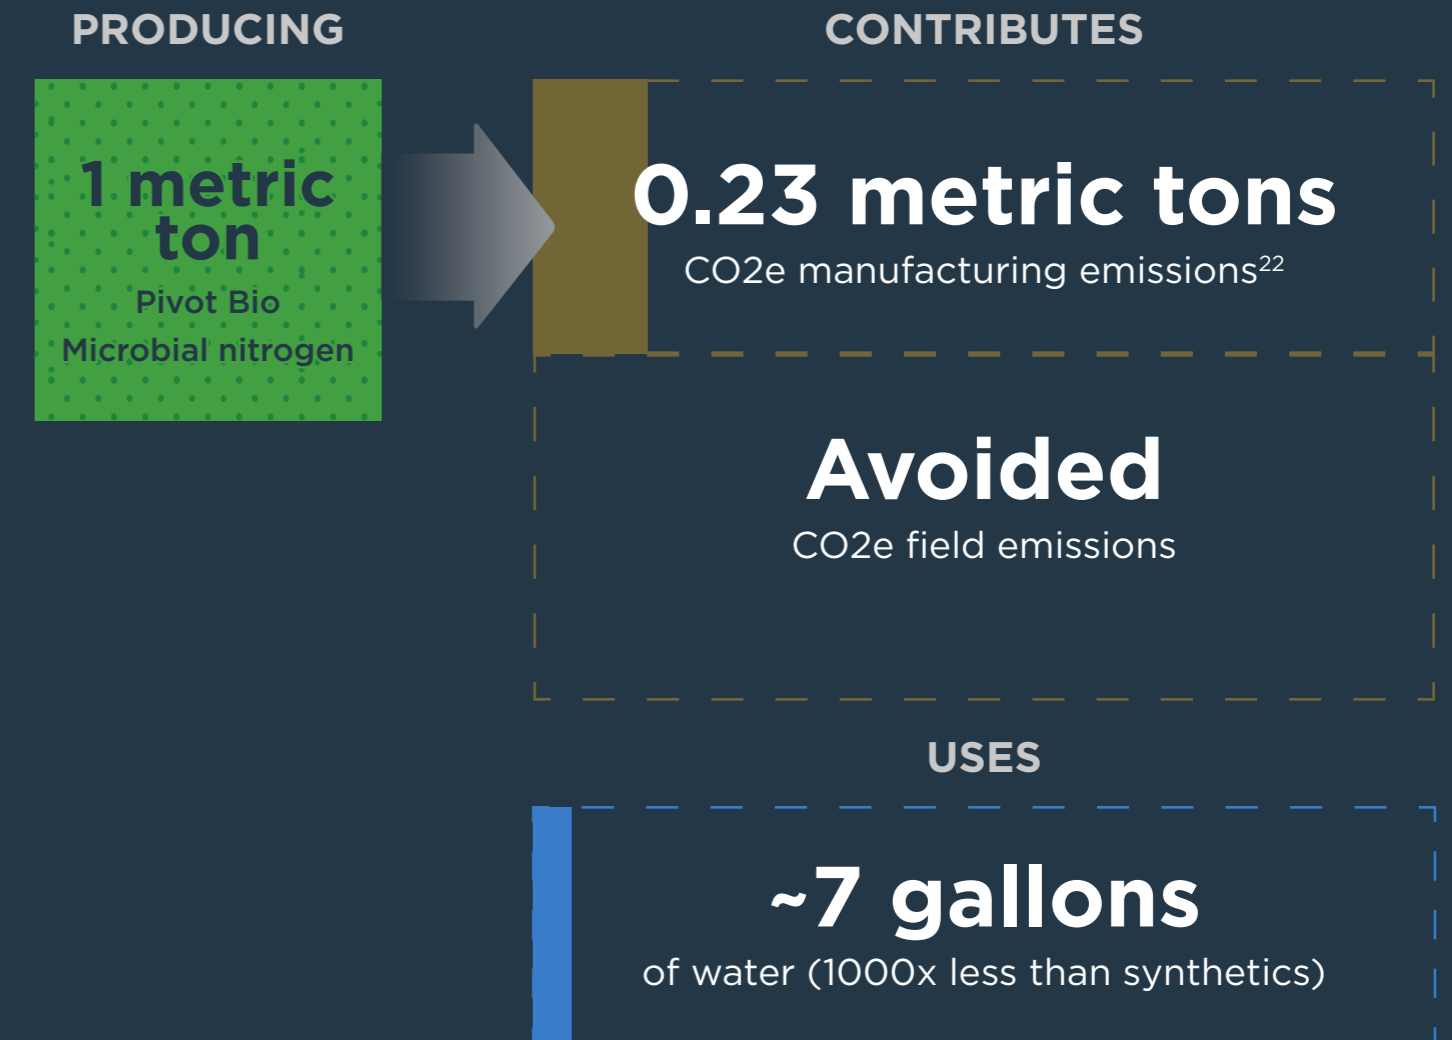 PRODUCING
1 metric
ton
Pivot Bio
Microbial nitrogen
CONTRIBUTES
0.23 metric tons
CO2e manufacturing emissions22
Avoided
CO2e field emissions
USES
~7 gallons
of water (1000x less than synthetics)